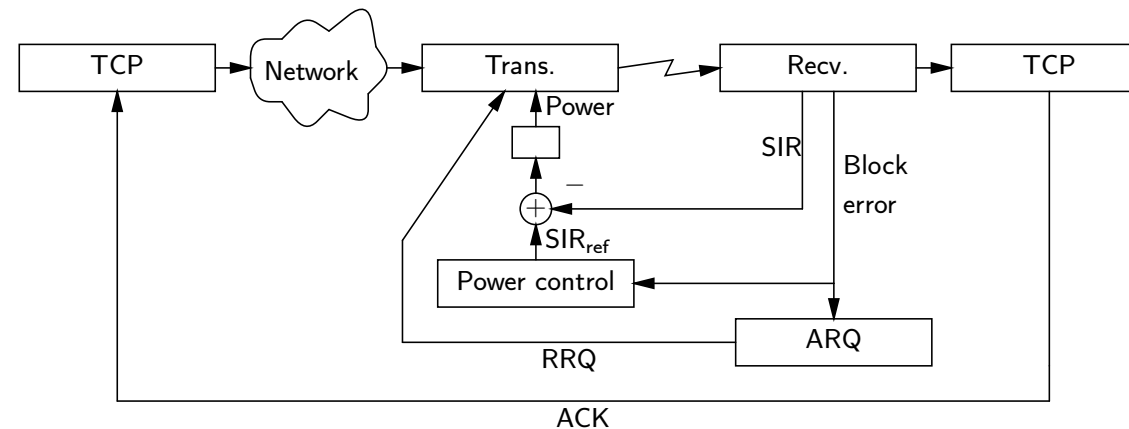 TCP
Network
Trans.
Recv.
TCP
Power
SIR
Block
error
−
+
SIRref
Power control
ARQ
RRQ
ACK